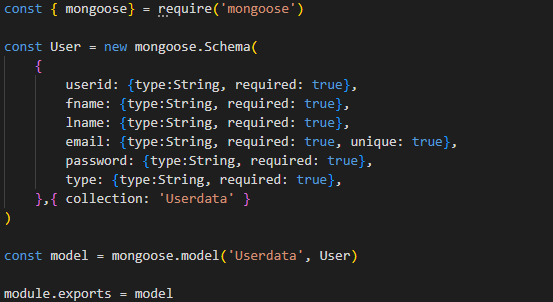 const { mongoose} = require('mongoose')
const User = new mongoose.Schema(
{
userid: {type:String, required: true},
fname: {type:String, required: true},
lname: {type:String, required: true},
email: {type:String, required: true, unique: true},
password: {type:String, required: true},
type: {type:String, required: true},
},{ collection: 'Userdata' }
)
const model = mongoose.model('Userdata', User)
module.exports = model